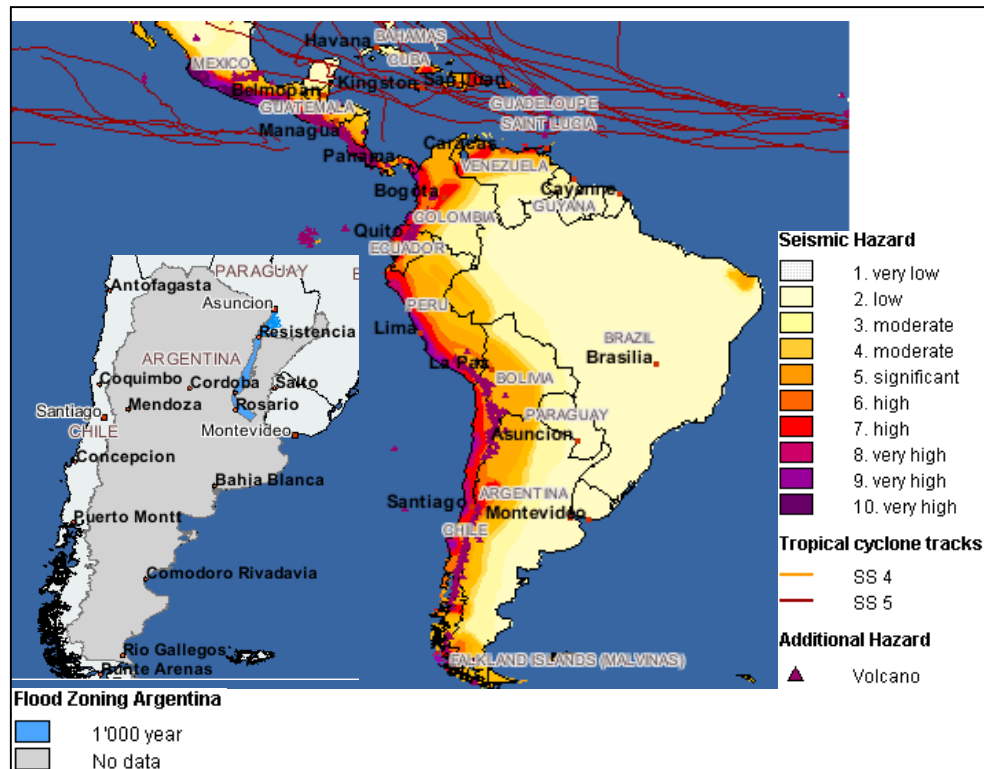 Havana
BAHAMAS
CUBA
MEXICO
Belmopan
Kingston
San Juan
GUATEMALA
GUADELOUPE
SAINT LUGIA
Managua
Panama
Caracas
VENEZUELA
Bogota
Cayenne
GUYANA
COLOMBIA
Quito
ECUADOR
PERU
Lima
BRAZIL
Brasilia
La Pas
BOLIVIA
PARAGUAY
Asuncion
Santiago
ARGENTINA
Montevideo
CHILE
FALKLAND ISLANDS (MALVINAS)
PARAGUAY
Antofagasta
Asuncion
Resistencia
ARGENTINA
Coquimbo
Cordoba
Salto
Mendoza
Rosario
Santiago
CHILE
Montevideo
Concepcion
Bahia Blanca
Puerto Montt
Comodoro Rivadavia
Rio Gallegos
Punte Arenas
Seismic Hazard
1. very low
2. low
3. moderate
4. moderate
5. significant
6. high
7. high
8. very high
9. very high
10. very high
Tropical cyclone tracks
SS 4
SS 5
Additional Hazard
Volcano
Flood Zoning Argentina
1'000 year
No data